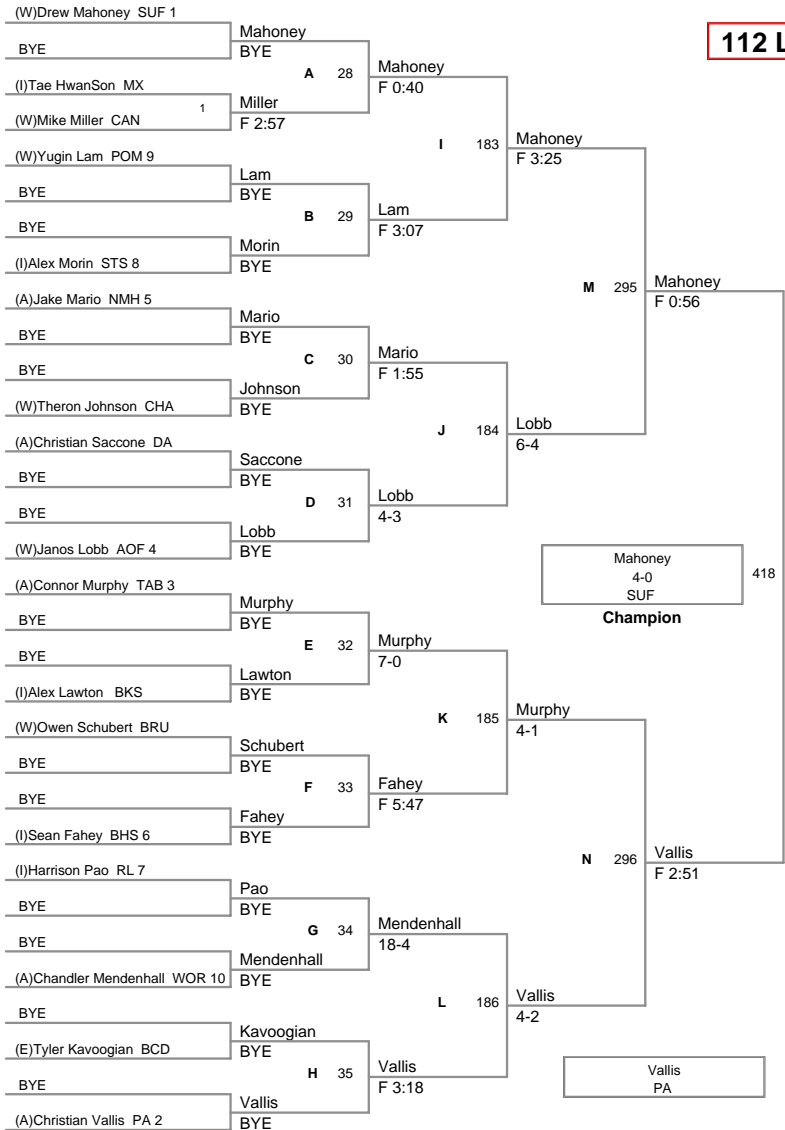 (W)Drew Mahoney SUF 1
BYE
(I)Tae HwanSon MX
(W)Mike Miller CAN
(W)Yugin Lam POM 9
BYE
BYE
(I)Alex Morin STS 8
(A)Jake Mario NMH 5
BYE
BYE
(W)Theron Johnson CHA
(A)Christian Saccone DA
BYE
BYE
(W)Janos Lobb AOF 4
(A)Connor Murphy TAB 3
BYE
BYE
(I)Alex Lawton BKS
(W)Owen Schubert BRU
BYE
BYE
(I)Sean Fahey BHS 6
(I)Harrison Pao RL 7
BYE
BYE
(A)Chandler Mendenhall WOR 10
BYE
(E)Tyler Kavoogian BCD
BYE
(A)Christian Vallis PA 2
1
Mahoney
BYE
Miller
F 2:57
Lam
BYE
Morin
BYE
Mario
BYE
Johnson
BYE
Saccone
BYE
Lobb
BYE
Murphy
BYE
Lawton
BYE
Schubert
BYE
Fahey
BYE
Pao
BYE
Mendenhall
BYE
Kavoogian
BYE
Vallis
BYE
A 28
B 29
C 30
D 31
E 32
F 33
G 34
H 35
Mahoney
F 0:40
Lam
F 3:07
Mario
F 1:55
Lobb
4-3
Murphy
7-0
Fahey
F 5:47
Mendenhall
18-4
Vallis
F 3:18
I 183
J 184
K 185
L 186
Mahoney
F 3:25
Lobb
6-4
Murphy
4-1
Vallis
4-2
M 295
N 296
Mahoney
F 0:56
Vallis
F 2:51
112 L
Mahoney
4-0
SUF
418
Champion
Vallis
PA